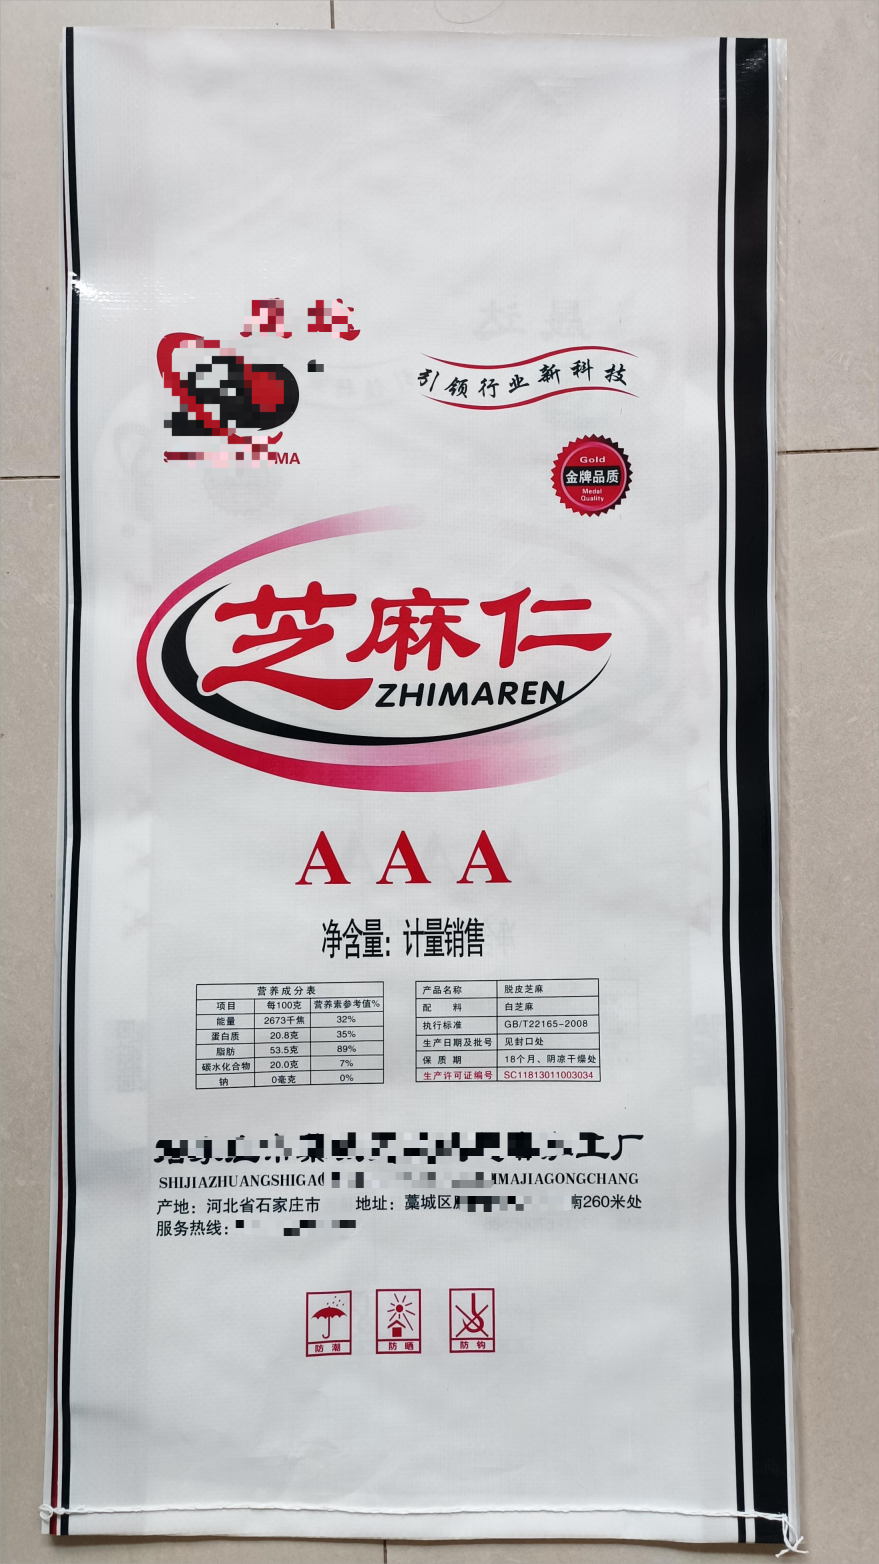 MA
引领行业新科技
Gold
金牌品质
Medal
Quality
芝麻仁
ZHIMAREN
AAA
净含量：计量销售
营养成分表
项目 每100克 营养素参考值%
能量 2673千焦 32%
蛋白质 20.8克 35%
脂肪 53.5克 89%
碳水化合物 20.0克 7%
钠 0毫克 0%
产品名称 脱皮芝麻
配料 白芝麻
执行标准 GB/T22165-2008
生产日期及批号 见封口处
保质期 18个月、阴凉干燥处
生产许可证编号 SC11813011003034
工厂
SHIJIAZHUANGSHIGAO MAJIAGONGCHANG
产地：河北省石家庄市 地址：藁城区 南260米处
服务热线：
防潮 防晒 防钩